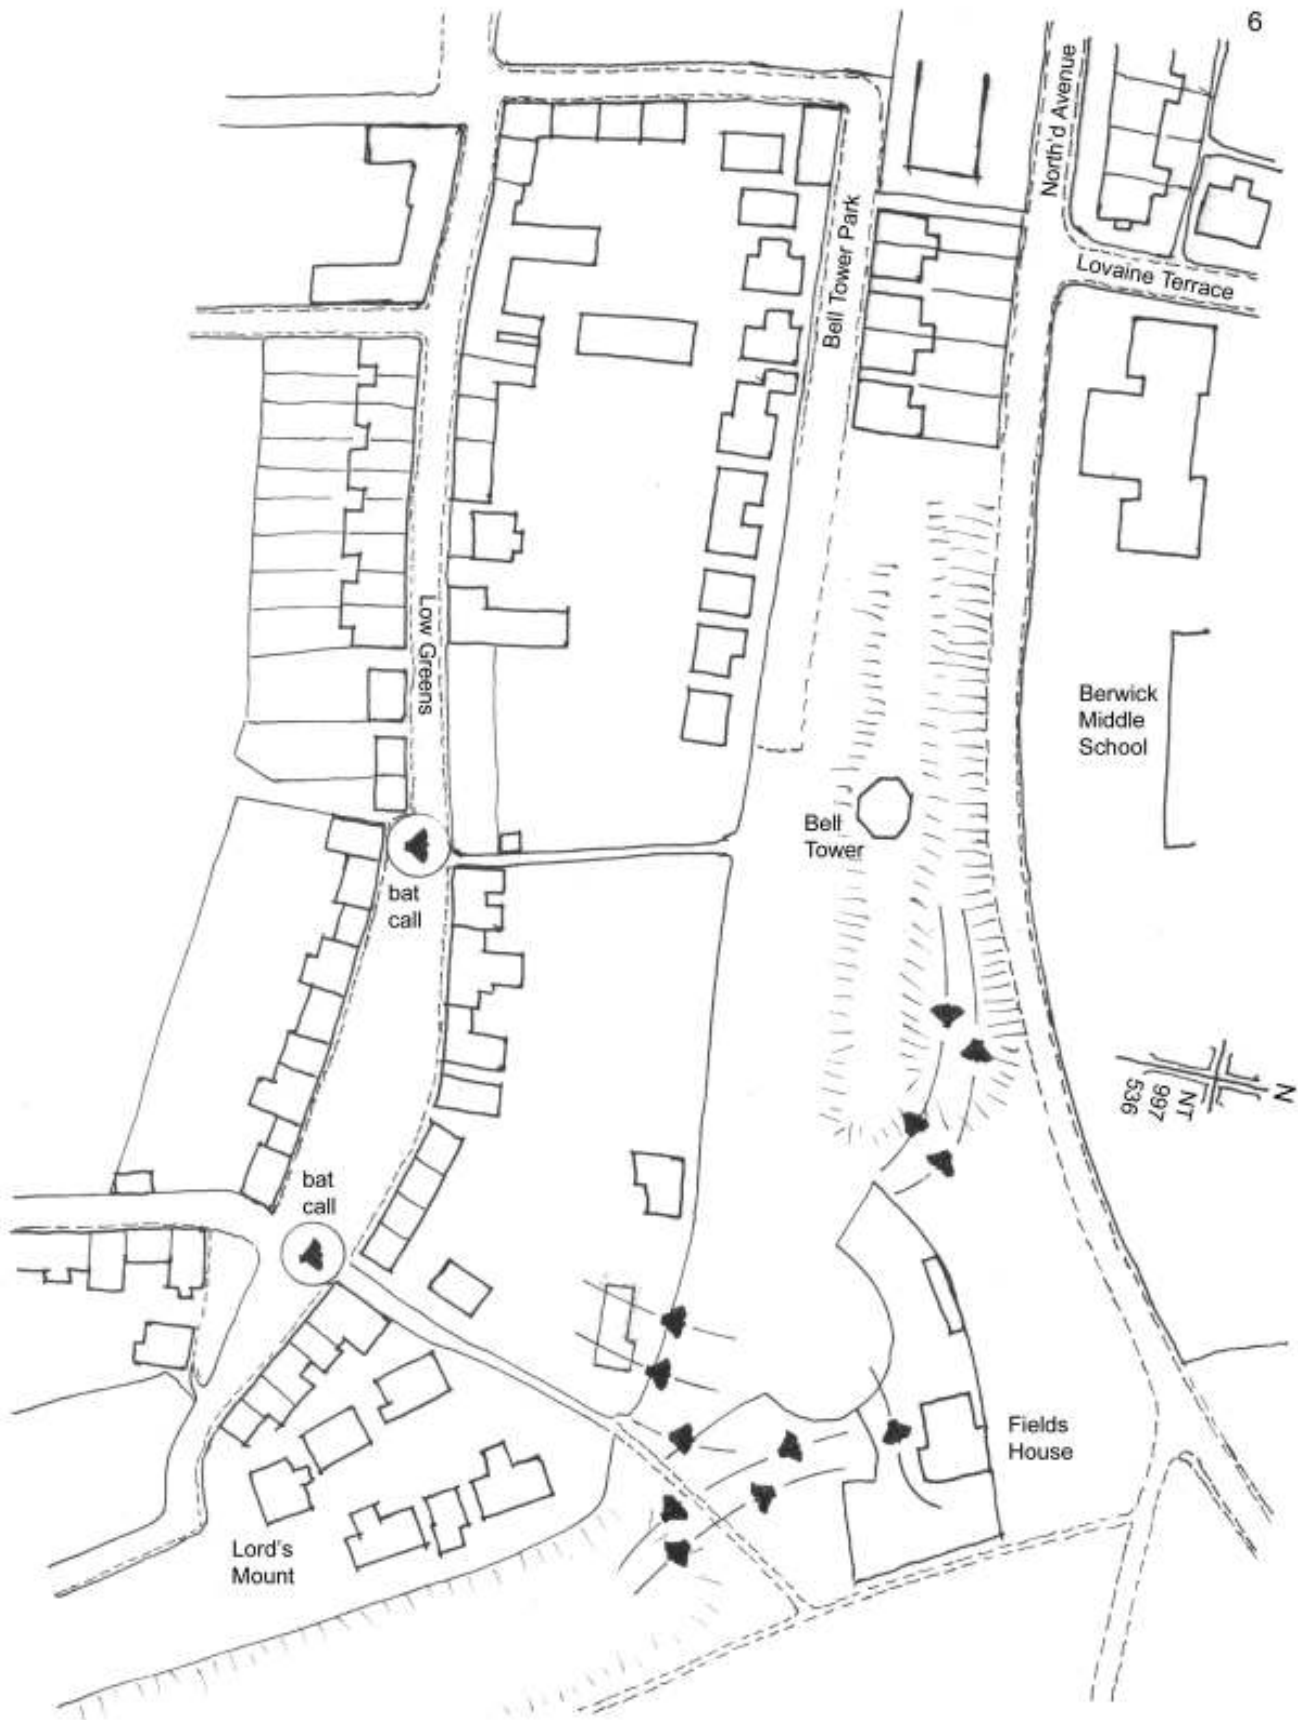 6
North'd Avenue
Bell Tower Park
Lovaine Terrace
Low Greens
Berwick
Middle
School
Bell
Tower
bat
call
N
NT
997
536
bat
call
Fields
House
Lord's
Mount